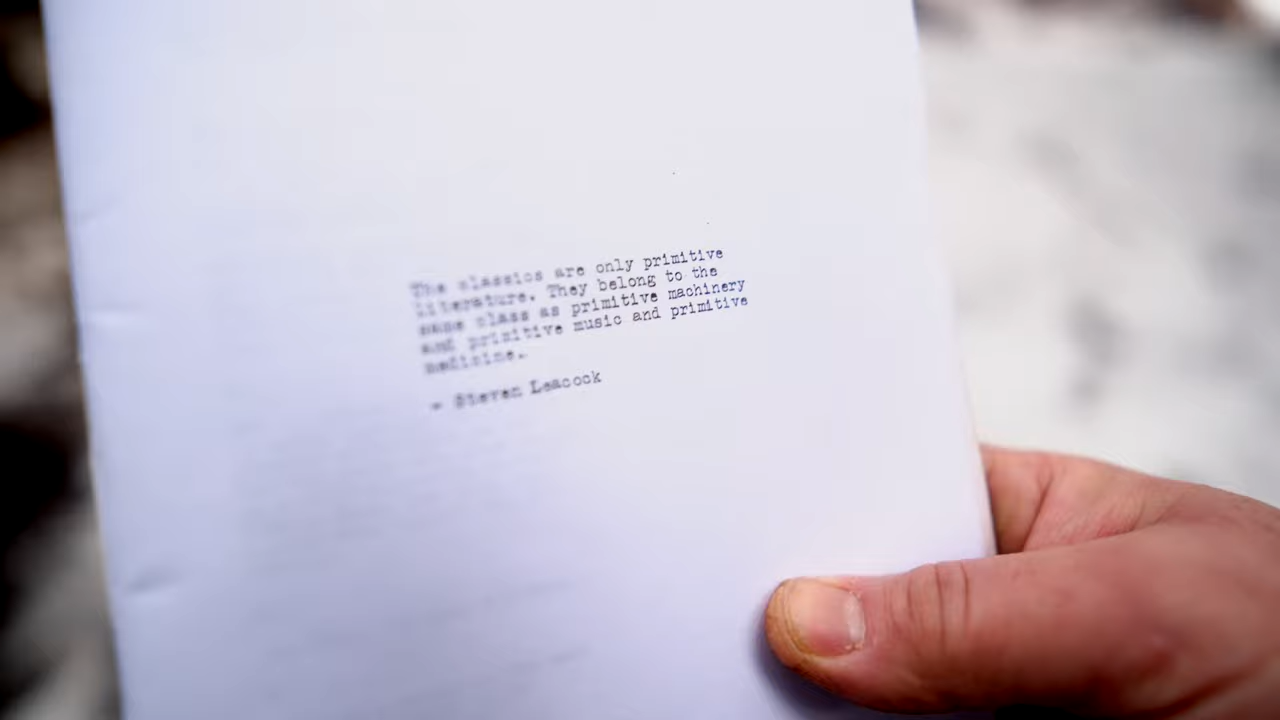 The classics are only primitive
literature. They belong to the
same class as primitive machinery
and primitive music and primitive
medicine.
- Steven Leacock